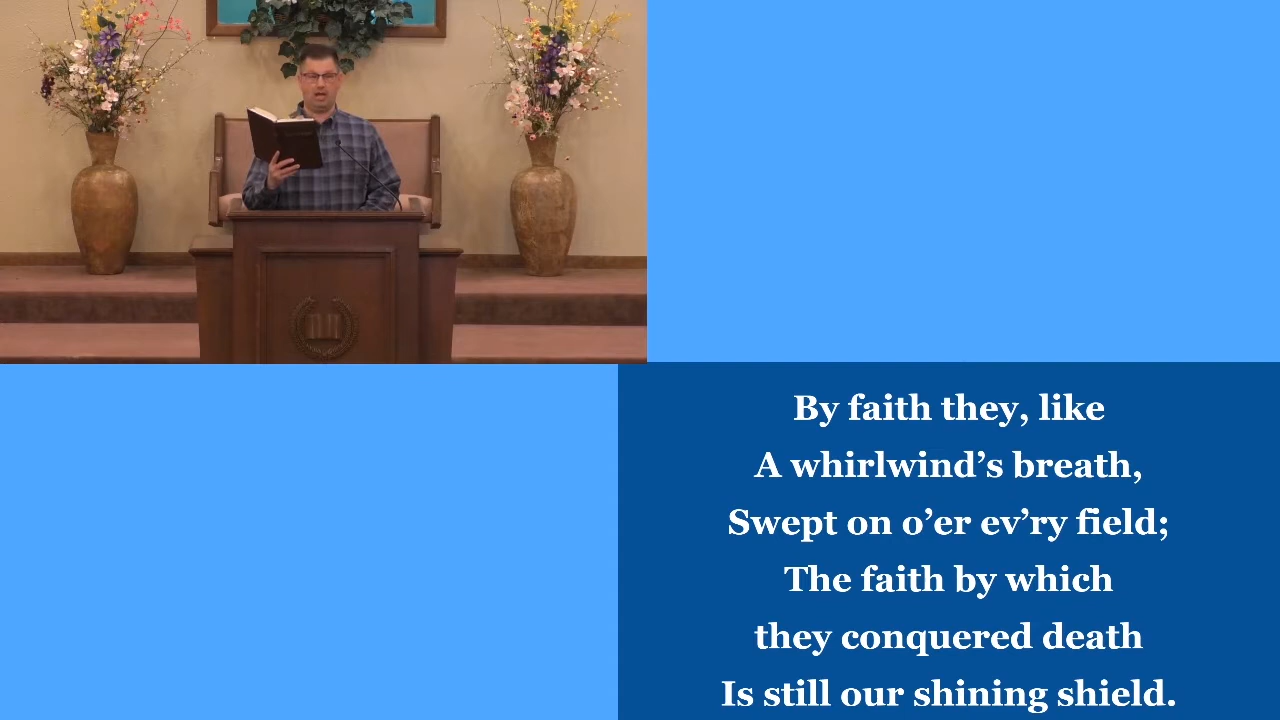 By faith they, like
A whirlwind's breath,
Swept on o'er ev'ry field;
The faith by which
they conquered death
Is still our shining shield.